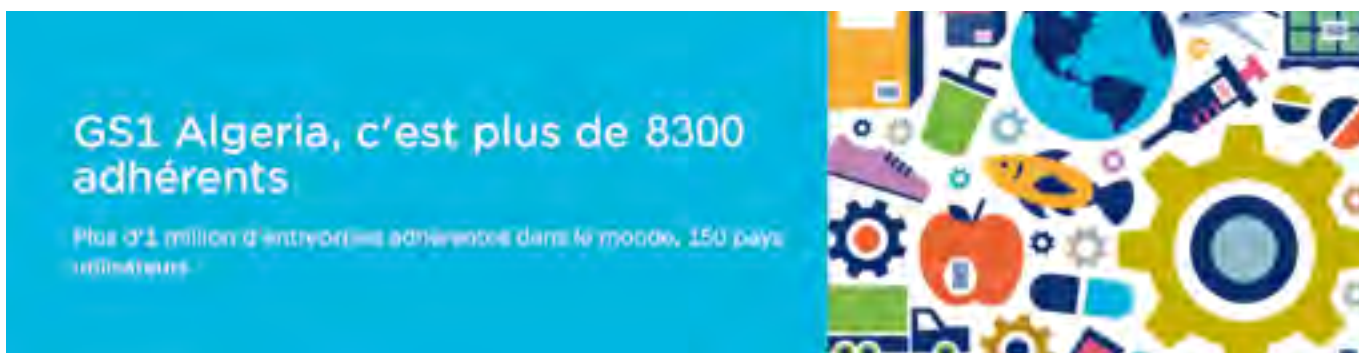 GS1 Algeria, c'est plus de 8300
adhérents
Plus d'1 million d'entreprises adhérentes dans le monde, 150 pays
utilisateurs